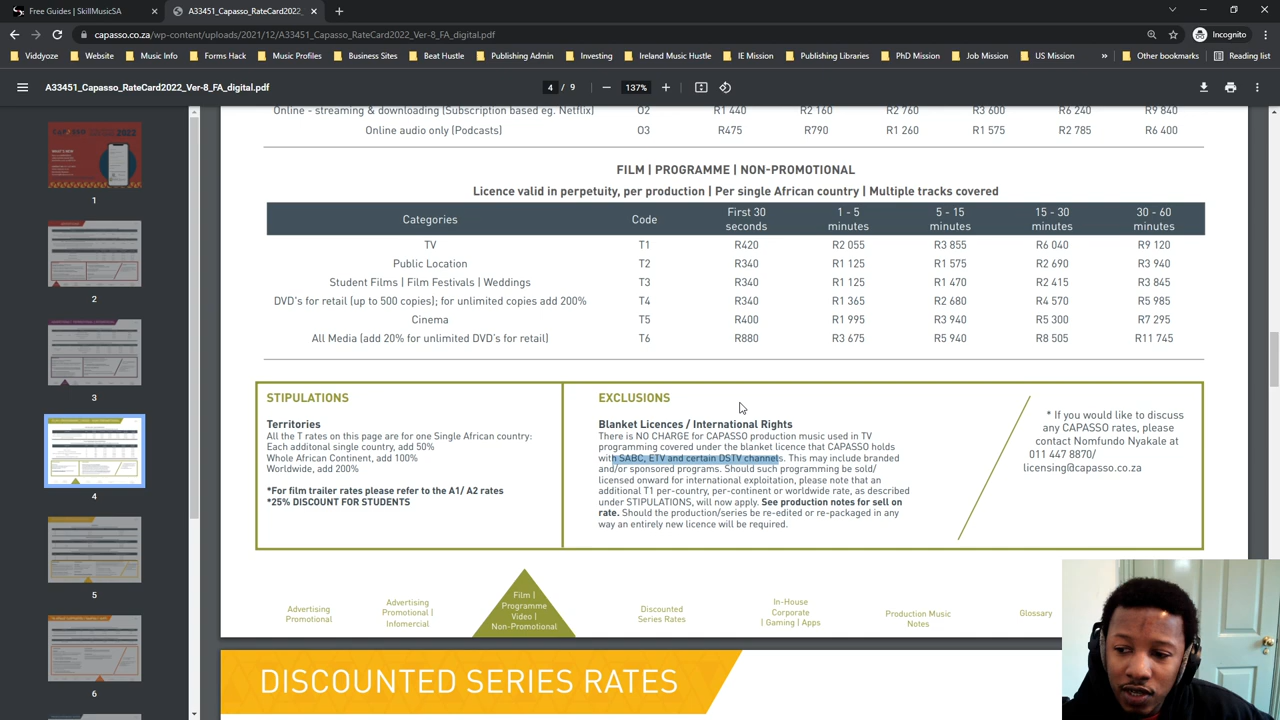 Free Guides | SkillMusicSA
A33451_Capasso_RateCard2022_Ver
Incognito
capasso.co.za/wp-content/uploads/2021/12/A33451_Capasso_RateCard2022_Ver-8_FA_digital.pdf
Viddyoze Website Music Info Forms Hack Music Profiles Business Sites Beat Hustle Publishing Admin Investing Ireland Music Hustle IE Mission Publishing Libraries PhD Mission Job Mission US Mission » Other bookmarks Reading list
A33451_Capasso_RateCard2022_Ver-8_FA_digital.pdf 4 / 9 137%
Online - streaming & downloading (Subscription based eg. Netflix) O2 R1 440 R2 160 R2 760 R3 600 R6 240 R9 840
Online audio only (Podcasts) O3 R475 R790 R1 260 R1 575 R2 785 R6 400
FILM | PROGRAMME | NON-PROMOTIONAL
Licence valid in perpetuity, per production | Per single African country | Multiple tracks covered
Categories Code First 30 seconds 1 - 5 minutes 5 - 15 minutes 15 - 30 minutes 30 - 60 minutes
TV T1 R420 R2 055 R3 855 R6 040 R9 120
Public Location T2 R340 R1 125 R1 575 R2 690 R3 940
Student Films | Film Festivals | Weddings T3 R340 R1 125 R1 470 R2 415 R3 845
DVD's for retail (up to 500 copies); for unlimited copies add 200% T4 R340 R1 365 R2 680 R4 570 R5 985
Cinema T5 R400 R1 995 R3 940 R5 300 R7 295
All Media (add 20% for unlimited DVD's for retail) T6 R880 R3 675 R5 940 R8 505 R11 745
STIPULATIONS
Territories
All the T rates on this page are for one Single African country:
Each additonal single country, add 50%
Whole African Continent, add 100%
Worldwide, add 200%
*For film trailer rates please refer to the A1/ A2 rates
*25% DISCOUNT FOR STUDENTS
EXCLUSIONS
Blanket Licences / International Rights
There is NO CHARGE for CAPASSO production music used in TV
programming covered under the blanket licence that CAPASSO holds
with SABC, ETV and certain DSTV channels. This may include branded
and/or sponsored programs. Should such programming be sold/
licensed onward for international exploitation, please note that an
additional T1 per-country, per-continent or worldwide rate, as described
under STIPULATIONS, will now apply. See production notes for sell on
rate. Should the production/series be re-edited or re-packaged in any
way an entirely new licence will be required.
* If you would like to discuss
any CAPASSO rates, please
contact Nomfundo Nyakale at
011 447 8870/
licensing@capasso.co.za
Advertising
Promotional
Advertising
Promotional |
Infomercial
Film |
Programme
Video |
Non-Promotional
Discounted
Series Rates
In-House
Corporate
| Gaming | Apps
Production Music
Notes
Glossary
DISCOUNTED SERIES RATES
1
2
3
4
5
6